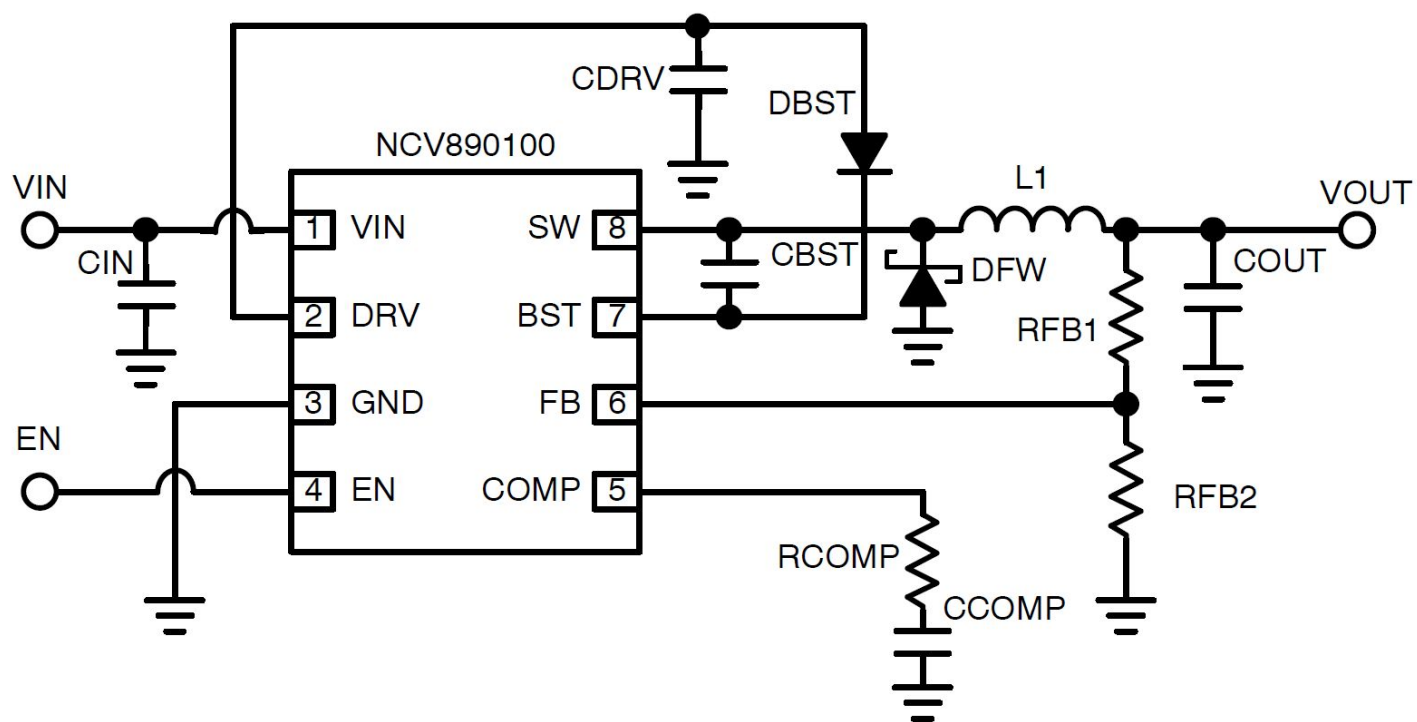 CDRV
DBST
NCV890100
VIN
L1
VOUT
1 VIN
SW 8
CIN
CBST
DFW
COUT
2 DRV
BST 7
RFB1
3 GND
FB 6
EN
4 EN
COMP 5
RFB2
RCOMP
CCOMP